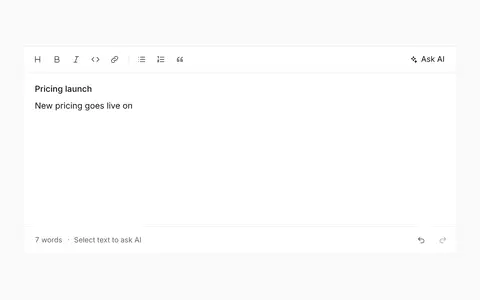 H B I Ask AI
Pricing launch
New pricing goes live on
7 words · Select text to ask AI